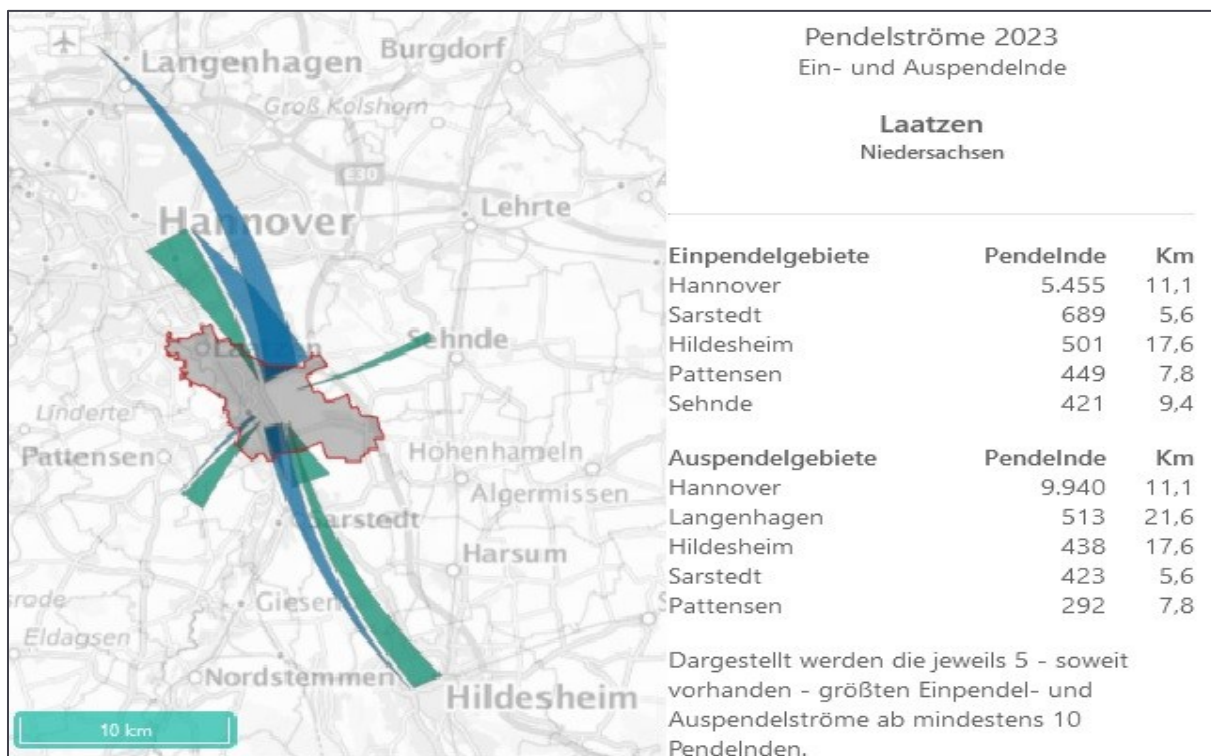 Langenhagen
Burgdorf
Groß Kolshorn
E30
Hannover
Lehrte
Laatzen
Sehnde
Pattensen
Hohenhameln
Algermissen
Sarstedt
Harsum
Giesen
Eldagsen
Nordstemmen
Hildesheim
10 km
Pendelströme 2023
Ein- und Auspendelnde
Laatzen
Niedersachsen
Einpendelgebiete Pendelnde Km
Hannover 5.455 11,1
Sarstedt 689 5,6
Hildesheim 501 17,6
Pattensen 449 7,8
Sehnde 421 9,4
Auspendelgebiete Pendelnde Km
Hannover 9.940 11,1
Langenhagen 513 21,6
Hildesheim 438 17,6
Sarstedt 423 5,6
Pattensen 292 7,8
Dargestellt werden die jeweils 5 - soweit
vorhanden - größten Einpendel- und
Auspendelströme ab mindestens 10
Pendelnden.